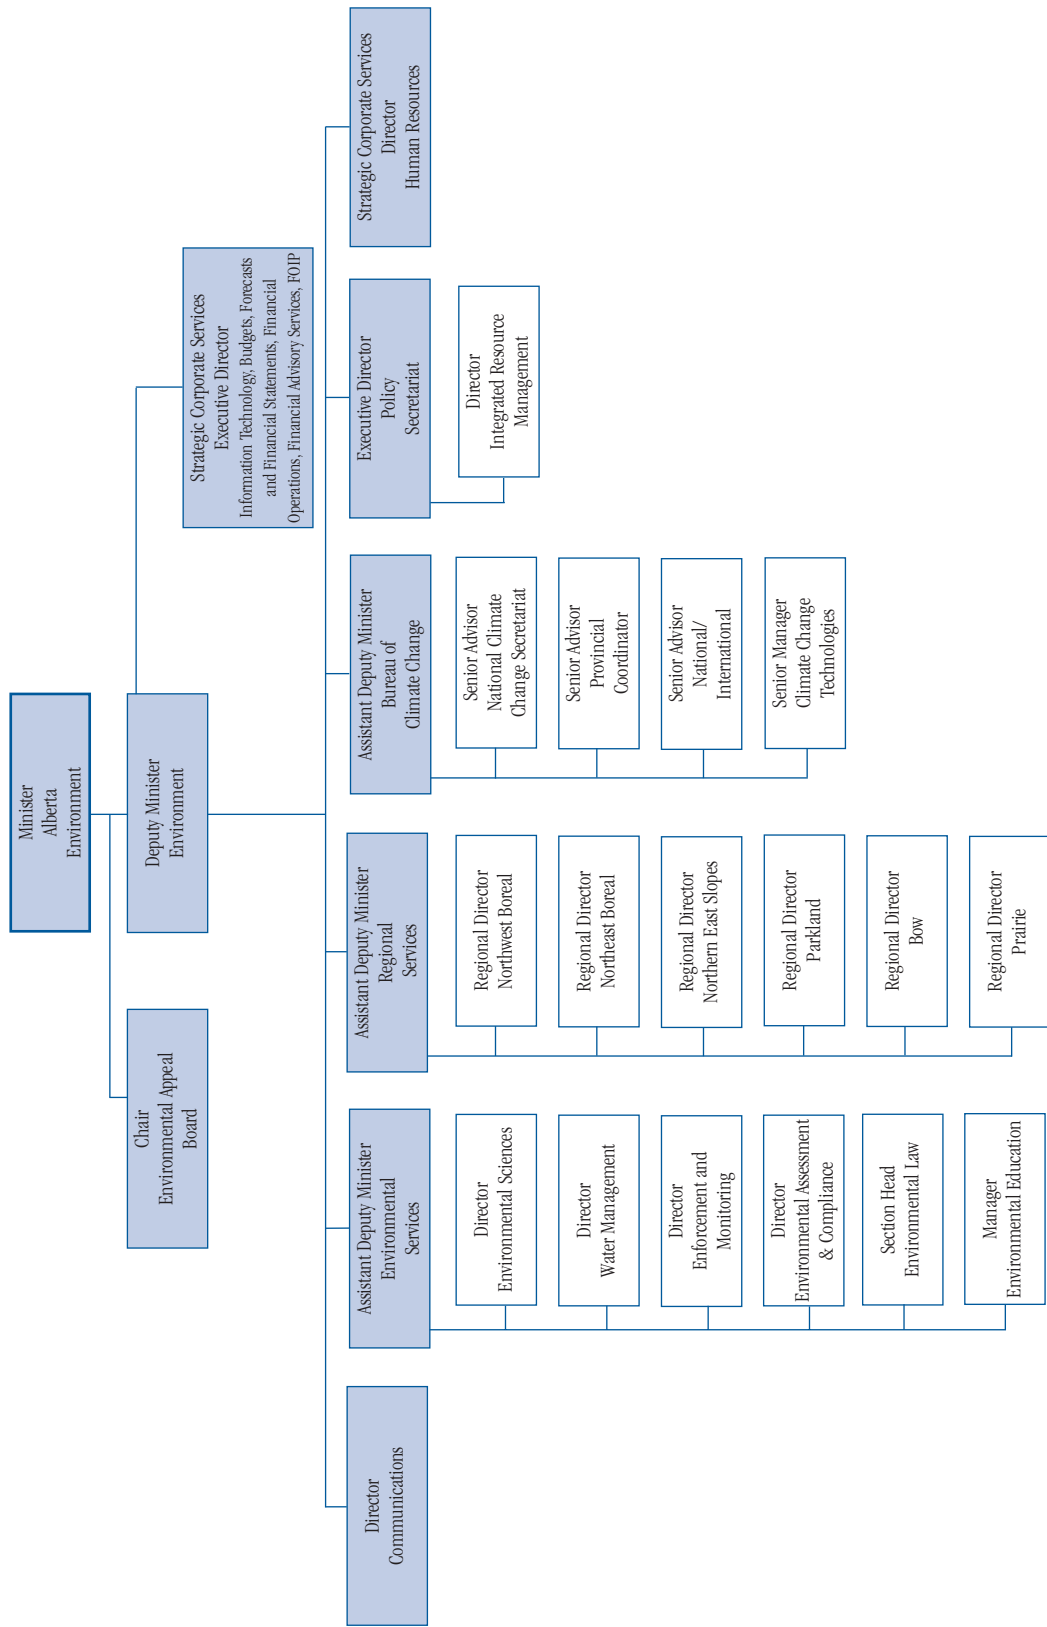 Minister
Alberta
Environment
Chair
Environmental Appeal
Board
Deputy Minister
Environment
Strategic Corporate Services
Executive Director
Information Technology, Budgets, Forecasts
and Financial Statements, Financial
Operations, Financial Advisory Services, FOIP
Director
Communications
Assistant Deputy Minister
Environmental
Services
Director
Environmental Sciences
Director
Water Management
Director
Enforcement and
Monitoring
Director
Environmental Assessment
& Compliance
Section Head
Environmental Law
Manager
Environmental Education
Assistant Deputy Minister
Regional
Services
Regional Director
Northwest Boreal
Regional Director
Northeast Boreal
Regional Director
Northern East Slopes
Regional Director
Parkland
Regional Director
Bow
Regional Director
Prairie
Assistant Deputy Minister
Bureau of
Climate Change
Senior Advisor
National Climate
Change Secretariat
Senior Advisor
Provincial
Coordinator
Senior Advisor
National/
International
Senior Manager
Climate Change
Technologies
Executive Director
Policy
Secretariat
Director
Integrated Resource
Management
Strategic Corporate Services
Director
Human Resources